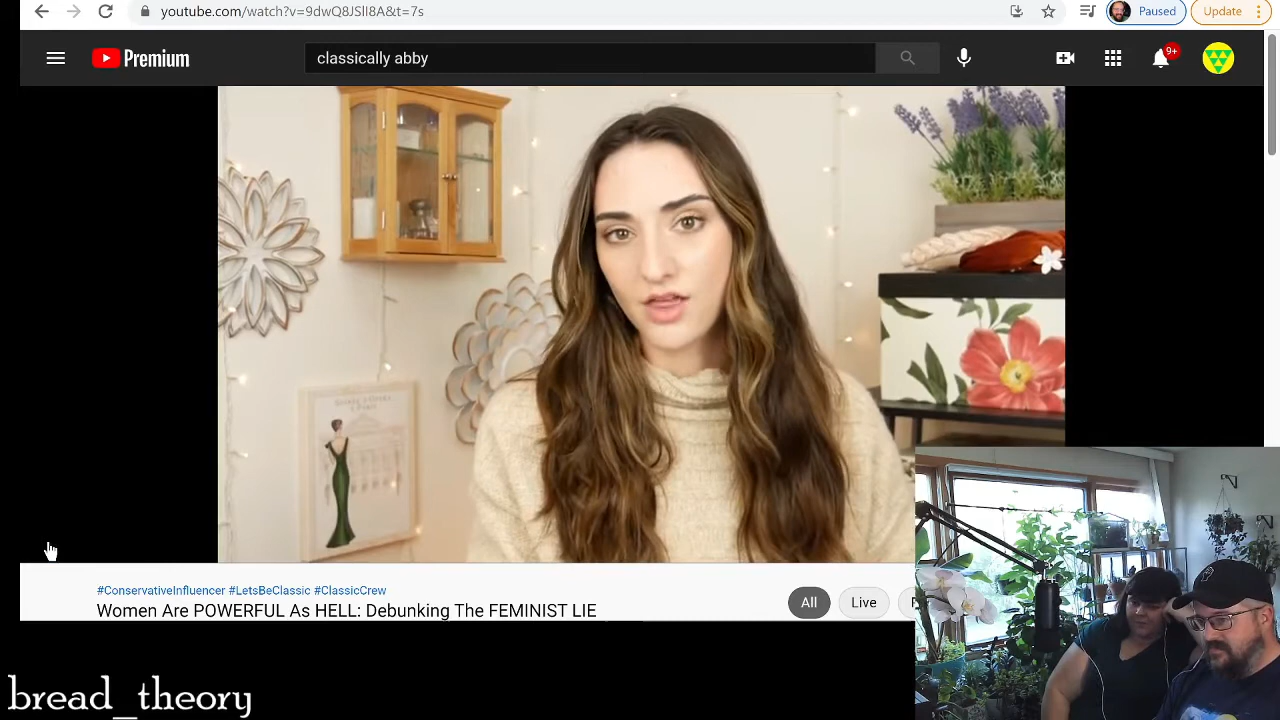 youtube.com/watch?v=9dwQ8JSll8A&t=7s
Paused
Update
Premium
classically abby
9+
#ConservativeInfluencer #LetsBeClassic #ClassicCrew
Women Are POWERFUL As HELL: Debunking The FEMINIST LIE
All
Live
bread_theory